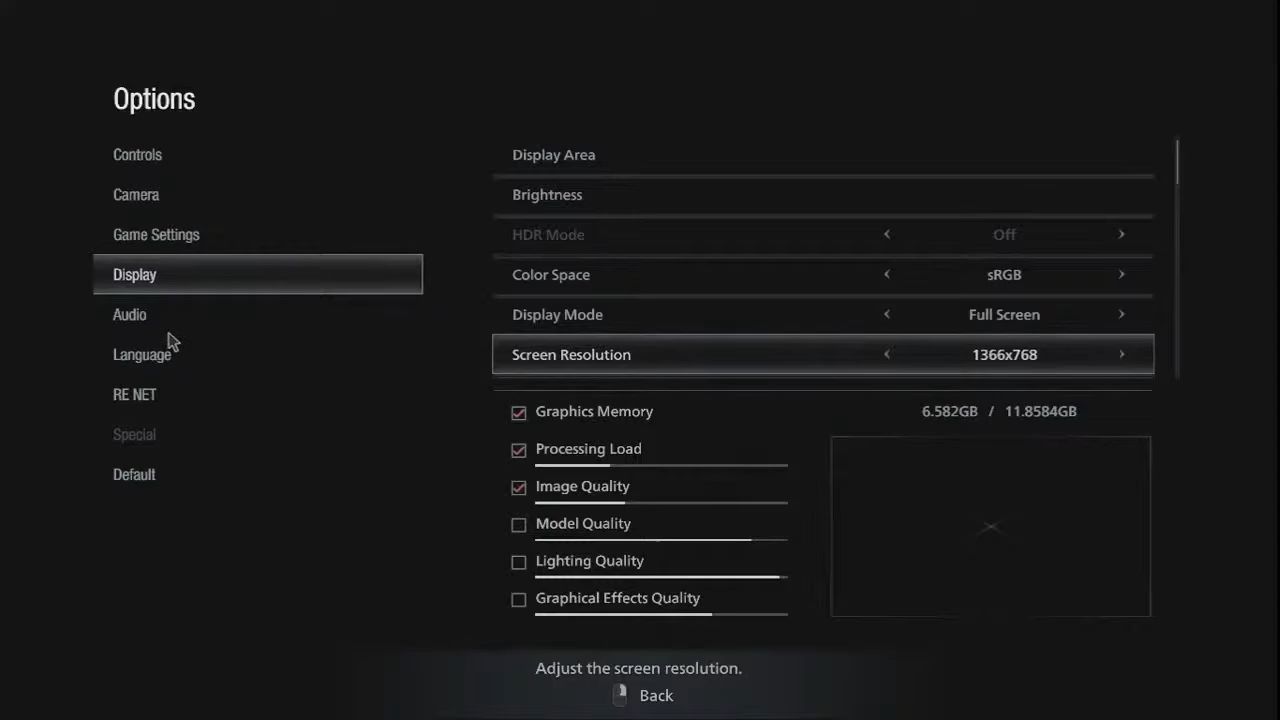 Options
Controls
Camera
Game Settings
Display
Audio
Language
RE NET
Special
Default
Display Area
Brightness
HDR Mode Off
Color Space sRGB
Display Mode Full Screen
Screen Resolution 1366x768
Graphics Memory 6.582GB / 11.8584GB
Processing Load
Image Quality
Model Quality
Lighting Quality
Graphical Effects Quality
Adjust the screen resolution.
Back